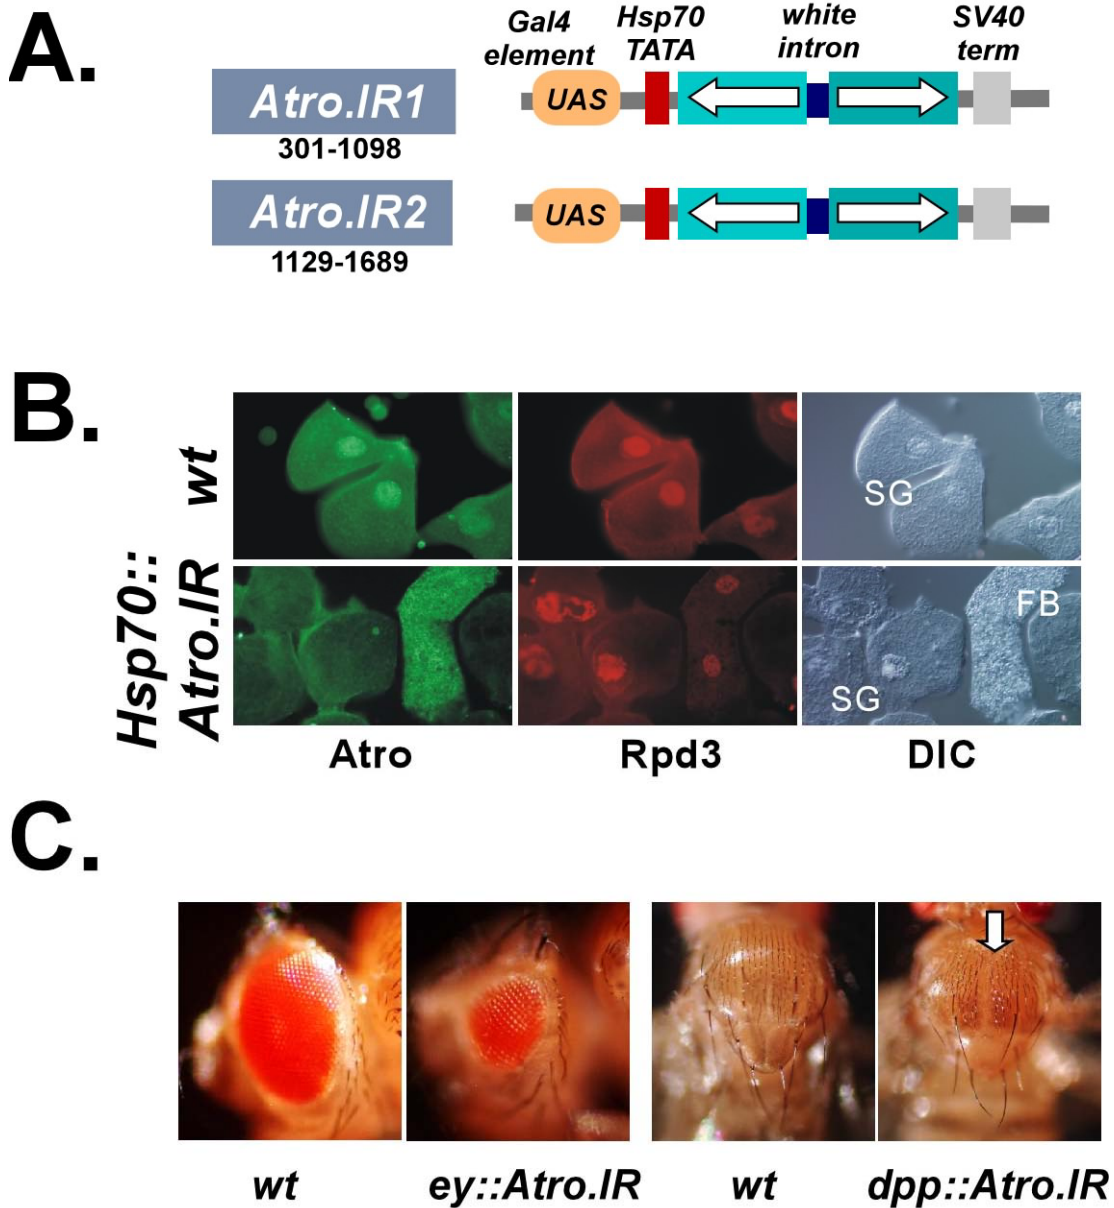 A.
Gal4
element
Hsp70
TATA
white
intron
SV40
term
Atro.IR1
301-1098
UAS
Atro.IR2
1129-1689
UAS
B.
Hsp70::
Atro.IR
wt
SG
SG
FB
Atro
Rpd3
DIC
C.
wt
ey::Atro.IR
wt
dpp::Atro.IR